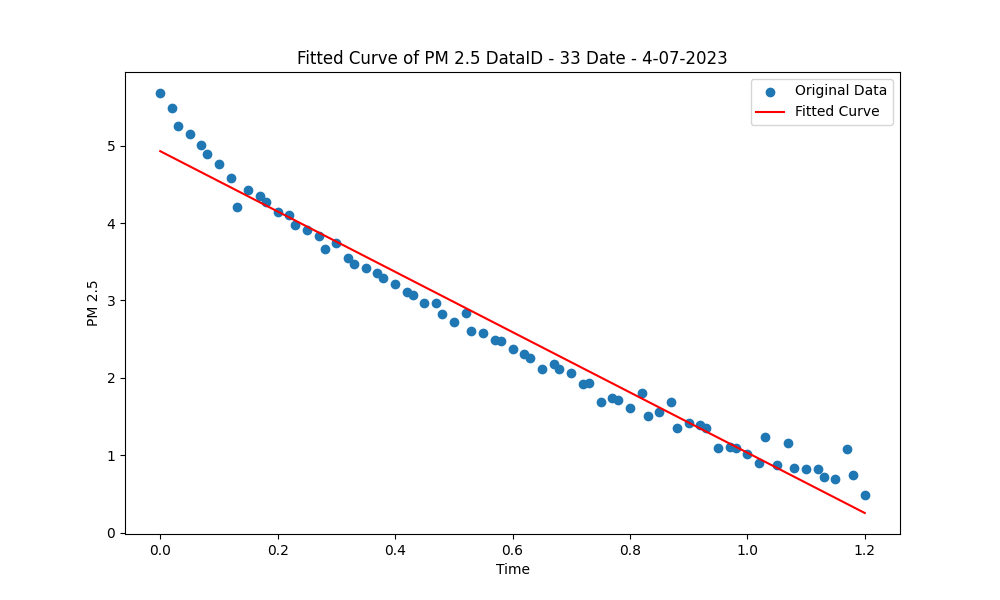 Fitted Curve of PM 2.5 DataID - 33 Date - 4-07-2023
Original Data
Fitted Curve
PM 2.5
5
4
3
2
1
0
0.0 0.2 0.4 0.6 0.8 1.0 1.2
Time